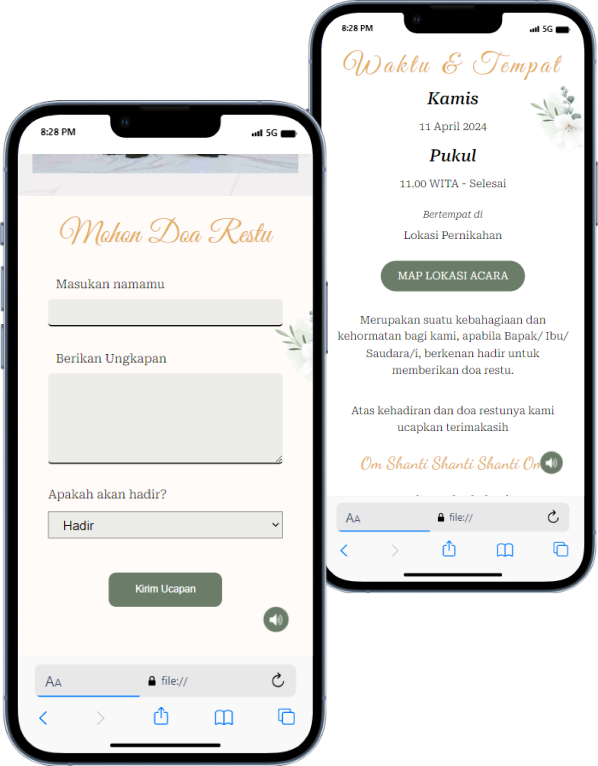 8:28 PM
5G
Mohon Doa Restu
Masukan namamu
Berikan Ungkapan
Apakah akan hadir?
Hadir
Kirim Ucapan
AA
file://
8:28 PM
5G
Waktu & Tempat
Kamis
11 April 2024
Pukul
11.00 WITA - Selesai
Bertempat di
Lokasi Pernikahan
MAP LOKASI ACARA
Merupakan suatu kebahagiaan dan
kehormatan bagi kami, apabila Bapak/ Ibu/
Saudara/i, berkenan hadir untuk
memberikan doa restu.
Atas kehadiran dan doa restunya kami
ucapkan terimakasih
Om Shanti Shanti Shanti Om
AA
file://